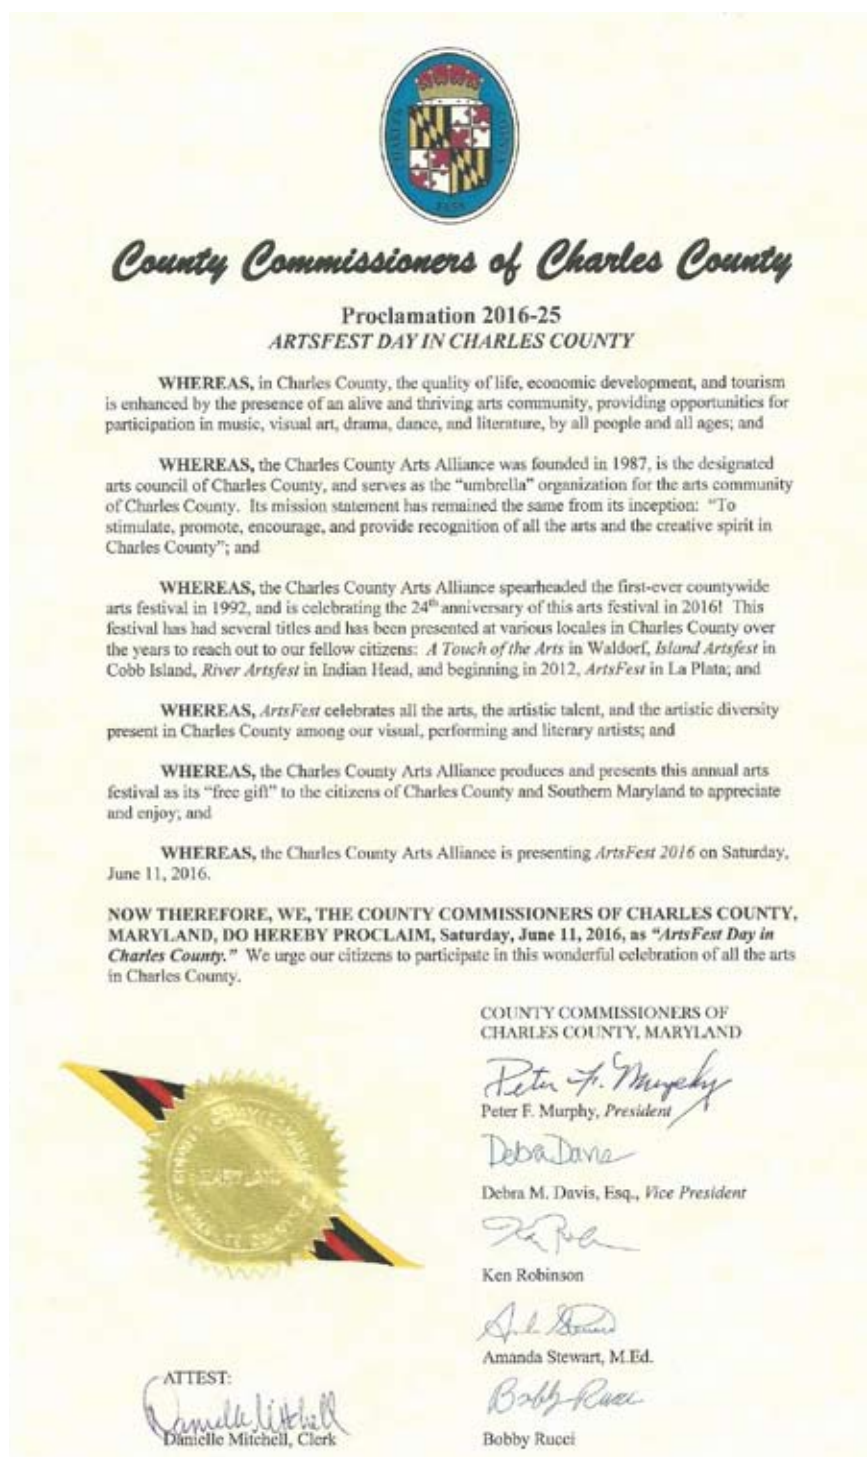 CHARLES COUNTY
1658
County Commissioners of Charles County
Proclamation 2016-25
ARTSFEST DAY IN CHARLES COUNTY
WHEREAS, in Charles County, the quality of life, economic development, and tourism
is enhanced by the presence of an alive and thriving arts community, providing opportunities for
participation in music, visual art, drama, dance, and literature, by all people and all ages; and
WHEREAS, the Charles County Arts Alliance was founded in 1987, is the designated
arts council of Charles County, and serves as the “umbrella” organization for the arts community
of Charles County. Its mission statement has remained the same from its inception: “To
stimulate, promote, encourage, and provide recognition of all the arts and the creative spirit in
Charles County”; and
WHEREAS, the Charles County Arts Alliance spearheaded the first-ever countywide
arts festival in 1992, and is celebrating the 24th anniversary of this arts festival in 2016! This
festival has had several titles and has been presented at various locales in Charles County over
the years to reach out to our fellow citizens: A Touch of the Arts in Waldorf, Island Artsfest in
Cobb Island, River Artsfest in Indian Head, and beginning in 2012, ArtsFest in La Plata; and
WHEREAS, ArtsFest celebrates all the arts, the artistic talent, and the artistic diversity
present in Charles County among our visual, performing and literary artists; and
WHEREAS, the Charles County Arts Alliance produces and presents this annual arts
festival as its “free gift” to the citizens of Charles County and Southern Maryland to appreciate
and enjoy; and
WHEREAS, the Charles County Arts Alliance is presenting ArtsFest 2016 on Saturday,
June 11, 2016.
NOW THEREFORE, WE, THE COUNTY COMMISSIONERS OF CHARLES COUNTY,
MARYLAND, DO HEREBY PROCLAIM, Saturday, June 11, 2016, as “ArtsFest Day in
Charles County.” We urge our citizens to participate in this wonderful celebration of all the arts
in Charles County.
COUNTY COMMISSIONERS OF
CHARLES COUNTY, MARYLAND
Peter F. Murphy
Peter F. Murphy, President
Debra Davis
Debra M. Davis, Esq., Vice President
Ken Robinson
Amanda Stewart, M.Ed.
Bobby Rucci
Bobby Rucci
MARYLAND
ATTEST:
Danielle Mitchell
Danielle Mitchell, Clerk